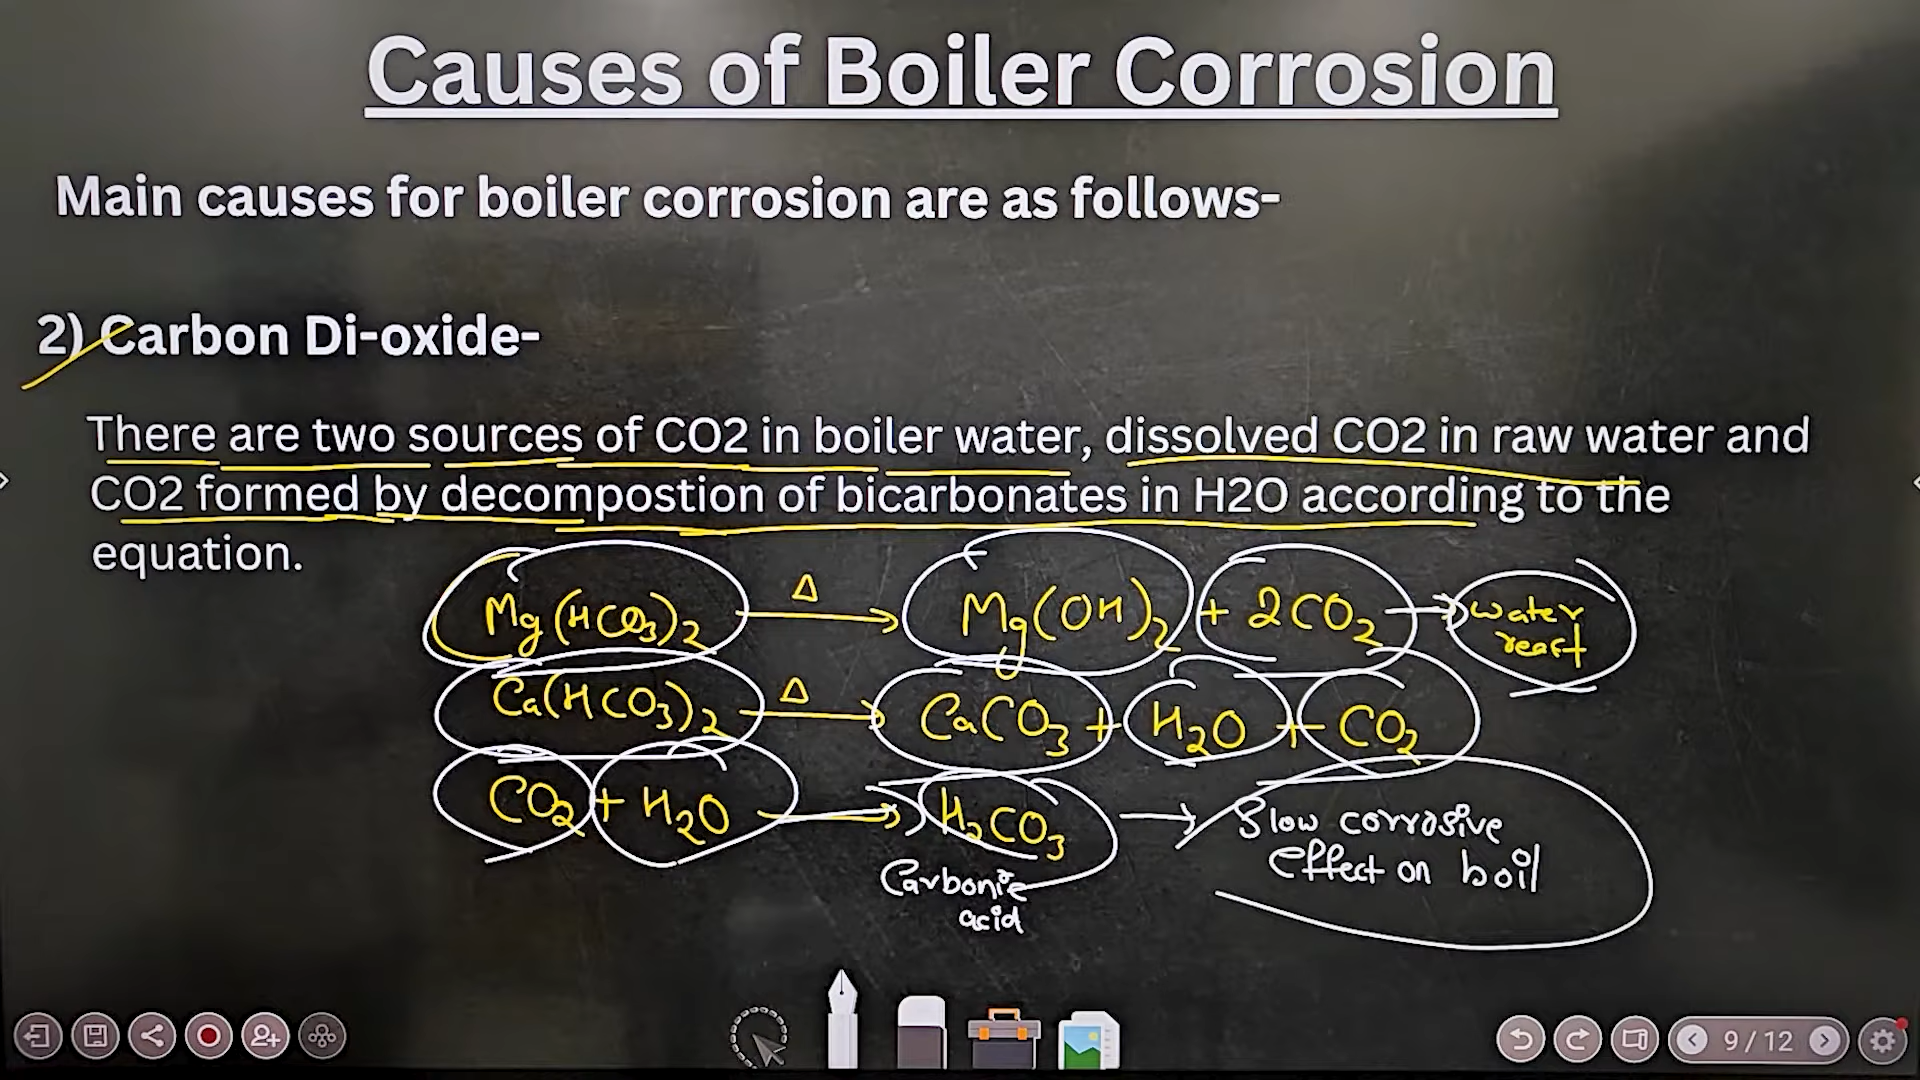 Causes of Boiler Corrosion
Main causes for boiler corrosion are as follows-
2) Carbon Di-oxide-
There are two sources of CO2 in boiler water, dissolved CO2 in raw water and
CO2 formed by decompostion of bicarbonates in H2O according to the
equation.
Mg(HCO₃)₂ —Δ→ Mg(OH)₂ + 2CO₂ → water
react
Ca(HCO₃)₂ —Δ→ CaCO₃ + H₂O + CO₂
CO₂ + H₂O → H₂CO₃ → Slow corrosive
effect on boil
Carbonic
acid
9/12